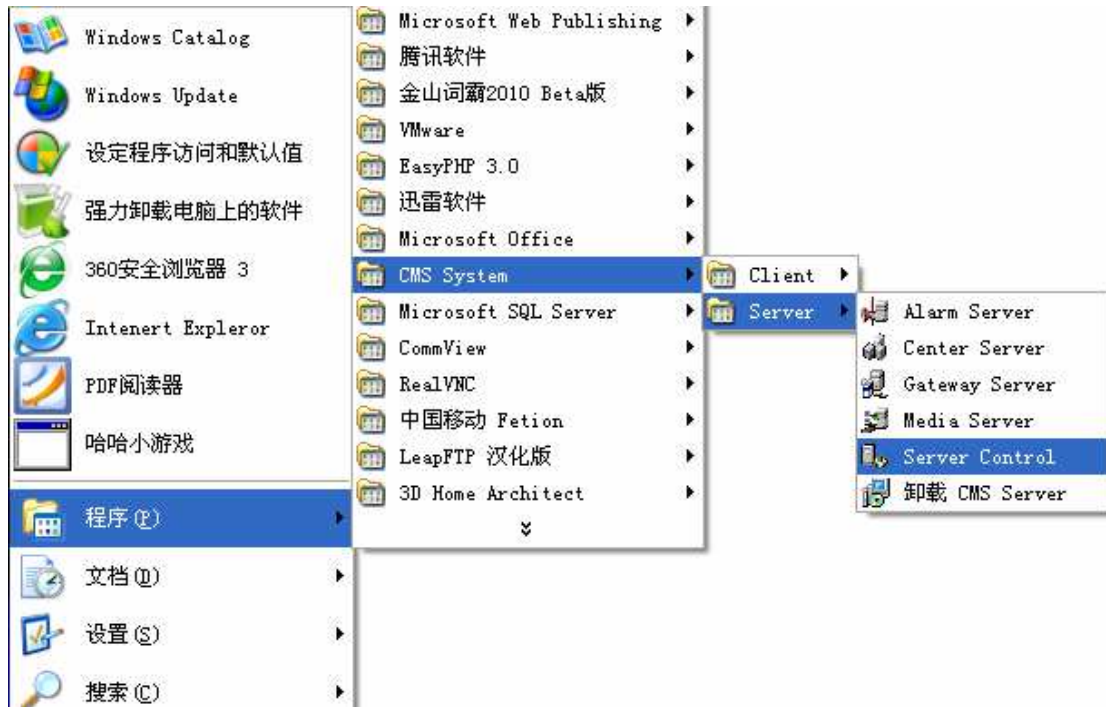 Windows Catalog
Windows Update
设定程序访问和默认值
强力卸载电脑上的软件
360安全浏览器 3
Intenert Expleror
PDF阅读器
哈哈小游戏
程序(P)
文档(D)
设置(S)
搜索(C)
Microsoft Web Publishing
腾讯软件
金山词霸2010 Beta版
VMware
EasyPHP 3.0
迅雷软件
Microsoft Office
CMS System
Microsoft SQL Server
CommView
RealVNC
中国移动 Fetion
LeapFTP 汉化版
3D Home Architect
Client
Server
Alarm Server
Center Server
Gateway Server
Media Server
Server Control
卸载 CMS Server